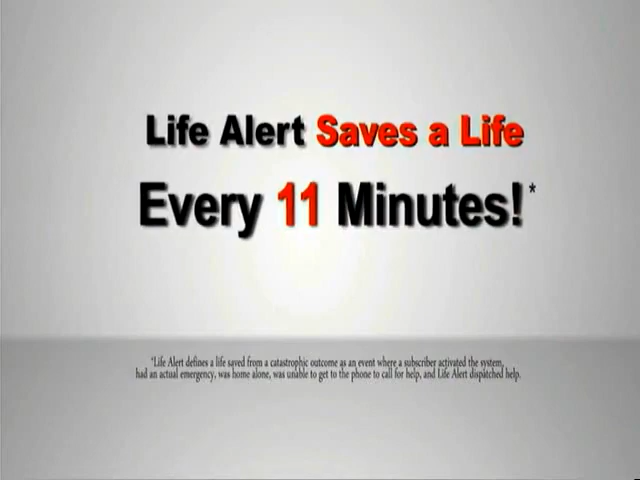 Life Alert Saves a Life
Every 11 Minutes!*
*Life Alert defines a life saved from a catastrophic outcome as an event where a subscriber activated the system,
had an actual emergency, was home alone, was unable to get to the phone to call for help, and Life Alert dispatched help.